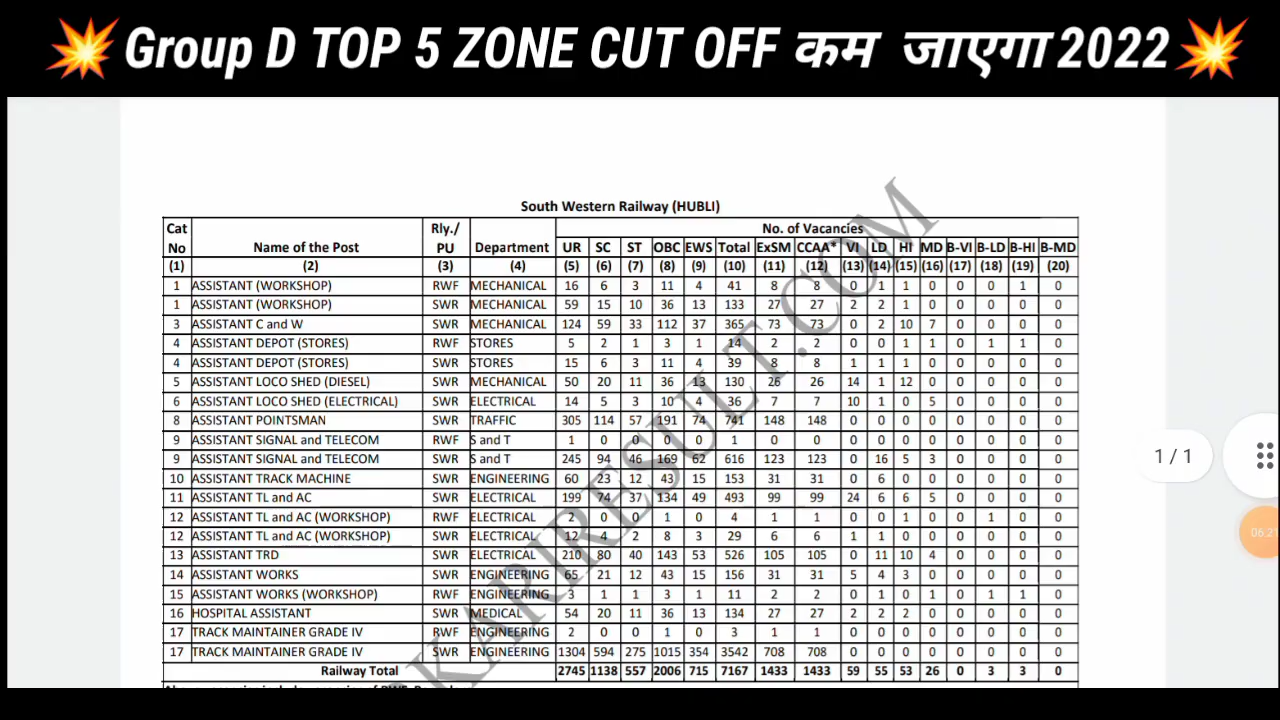 Group D TOP 5 ZONE CUT OFF कम जाएगा 2022
South Western Railway (HUBLI)
Cat No Name of the Post Rly./ PU Department No. of Vacancies
UR SC ST OBC EWS Total ExSM CCAA* VI LD HI MD B-VI B-LD B-HI B-MD
(1) (2) (3) (4) (5) (6) (7) (8) (9) (10) (11) (12) (13) (14) (15) (16) (17) (18) (19) (20)
1 ASSISTANT (WORKSHOP) RWF MECHANICAL 16 6 3 11 4 41 8 8 0 1 1 0 0 0 1 0
1 ASSISTANT (WORKSHOP) SWR MECHANICAL 59 15 10 36 13 133 27 27 2 2 1 0 0 0 0 0
3 ASSISTANT C and W SWR MECHANICAL 124 59 33 112 37 365 73 73 0 2 10 7 0 0 0 0
4 ASSISTANT DEPOT (STORES) RWF STORES 5 2 1 3 1 14 2 2 0 0 1 1 0 1 1 0
4 ASSISTANT DEPOT (STORES) SWR STORES 15 6 3 11 4 39 8 8 1 1 1 0 0 0 0 0
5 ASSISTANT LOCO SHED (DIESEL) SWR MECHANICAL 50 20 11 36 13 130 26 26 14 1 12 0 0 0 0 0
6 ASSISTANT LOCO SHED (ELECTRICAL) SWR ELECTRICAL 14 5 3 10 4 36 7 7 10 1 0 5 0 0 0 0
8 ASSISTANT POINTSMAN SWR TRAFFIC 305 114 57 191 74 741 148 148 0 0 0 0 0 0 0 0
9 ASSISTANT SIGNAL and TELECOM RWF S and T 1 0 0 0 0 1 0 0 0 0 0 0 0 0 0 0
9 ASSISTANT SIGNAL and TELECOM SWR S and T 245 94 46 169 62 616 123 123 0 16 5 3 0 0 0 0
10 ASSISTANT TRACK MACHINE SWR ENGINEERING 60 23 12 43 15 153 31 31 0 6 0 0 0 0 0 0
11 ASSISTANT TL and AC SWR ELECTRICAL 199 74 37 134 49 493 99 99 24 6 6 5 0 0 0 0
12 ASSISTANT TL and AC (WORKSHOP) RWF ELECTRICAL 2 0 0 1 0 4 1 1 0 0 1 0 0 1 0 0
12 ASSISTANT TL and AC (WORKSHOP) SWR ELECTRICAL 12 4 2 8 3 29 6 6 1 1 0 0 0 0 0 0
13 ASSISTANT TRD SWR ELECTRICAL 210 80 40 143 53 526 105 105 0 11 10 4 0 0 0 0
14 ASSISTANT WORKS SWR ENGINEERING 65 21 12 43 15 156 31 31 5 4 3 0 0 0 0 0
15 ASSISTANT WORKS (WORKSHOP) RWF ENGINEERING 3 1 1 3 1 11 2 2 0 1 0 1 0 1 1 0
16 HOSPITAL ASSISTANT SWR MEDICAL 54 20 11 36 13 134 27 27 2 2 2 0 0 0 0 0
17 TRACK MAINTAINER GRADE IV RWF ENGINEERING 2 0 0 1 0 3 1 1 0 0 0 0 0 0 0 0
17 TRACK MAINTAINER GRADE IV SWR ENGINEERING 1304 594 275 1015 354 3542 708 708 0 0 0 0 0 0 0 0
Railway Total 2745 1138 557 2006 715 7167 1433 1433 59 55 53 26 0 3 3 0
1 / 1
KARIRESULT.COM